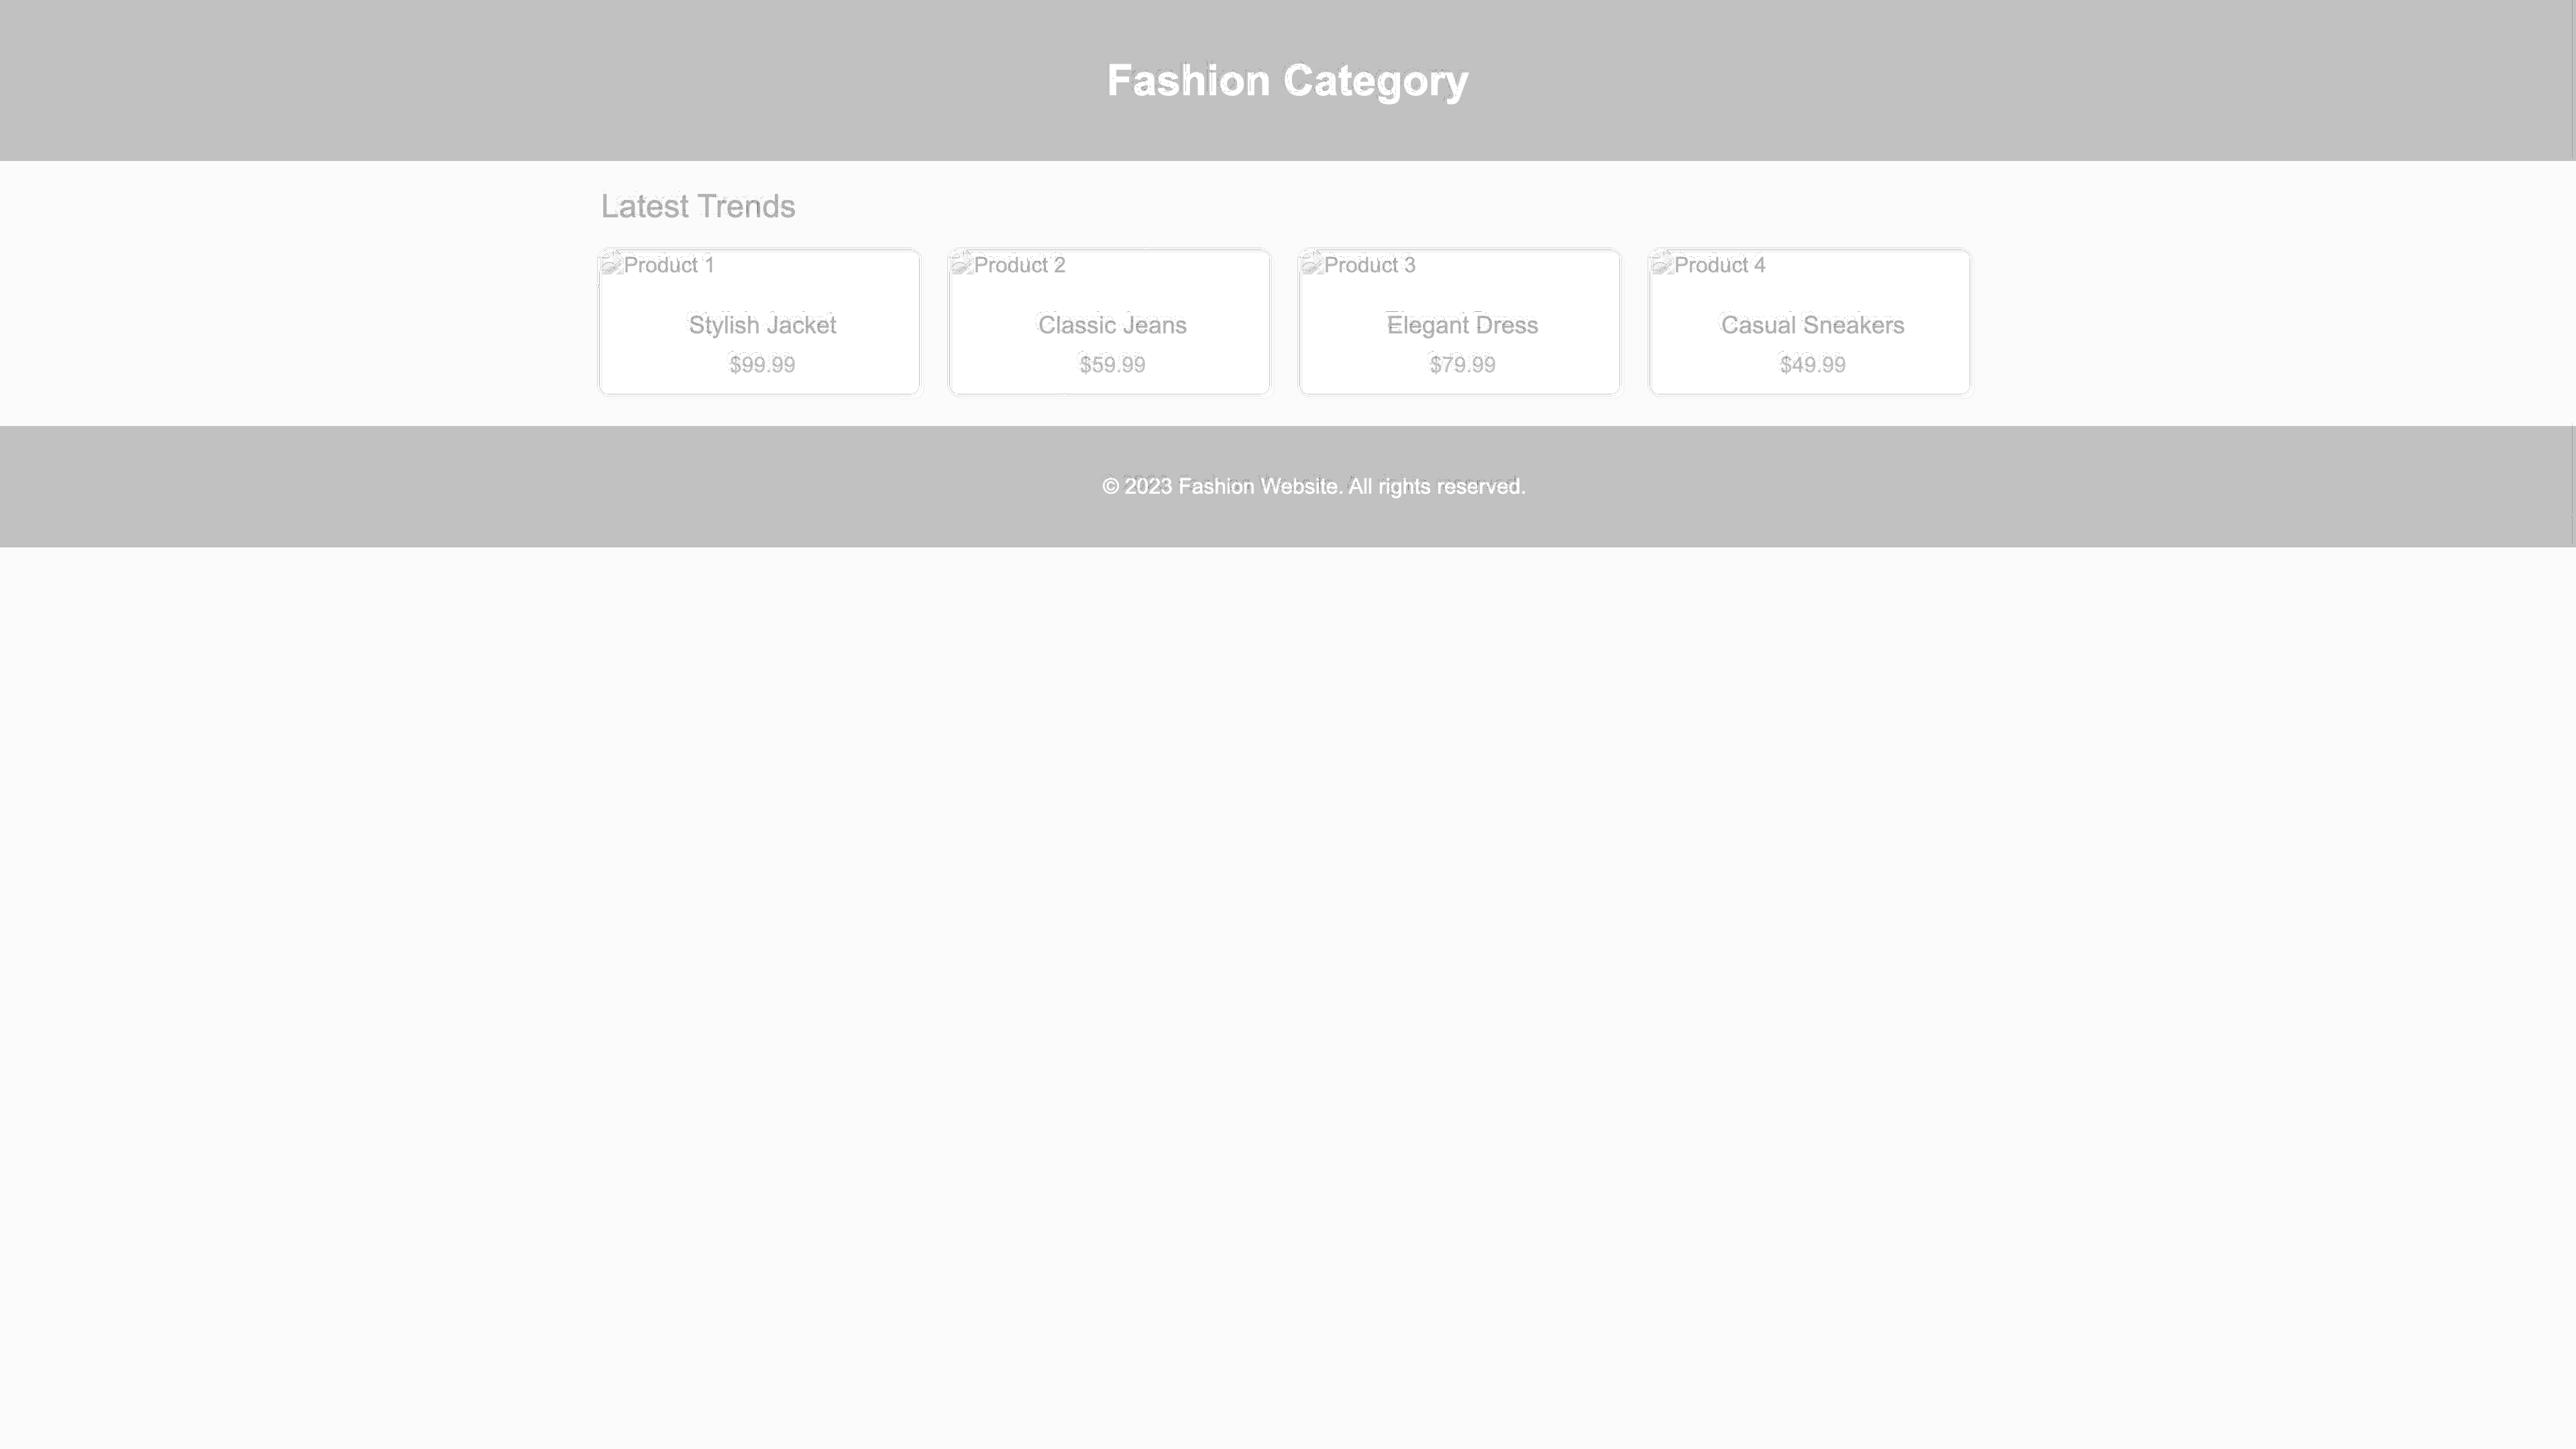 Fashion Category
Latest Trends
Product 1
Stylish Jacket
$99.99
Product 2
Classic Jeans
$59.99
Product 3
Elegant Dress
$79.99
Product 4
Casual Sneakers
$49.99
© 2023 Fashion Website. All rights reserved.